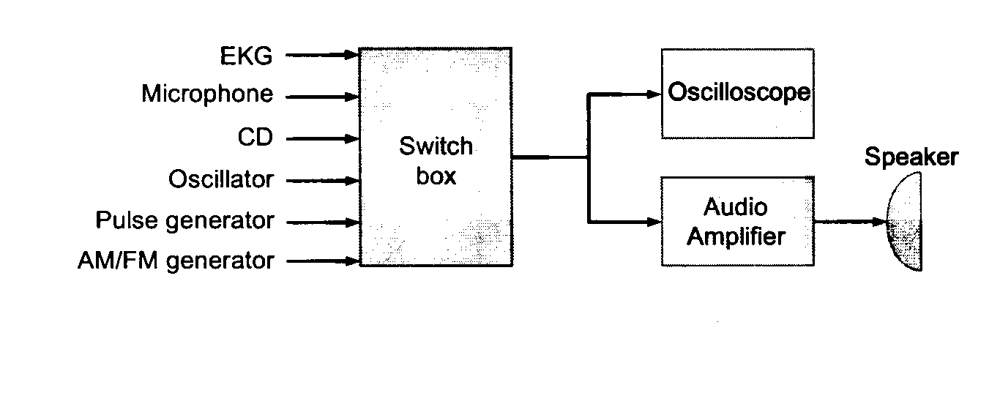 EKG
Microphone
CD
Oscillator
Pulse generator
AM/FM generator
Switch
box
Oscilloscope
Audio
Amplifier
Speaker